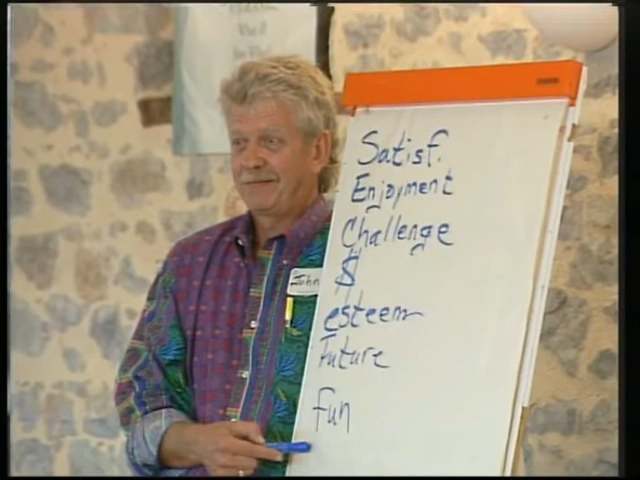 Satisf.
Enjoyment
Challenge
$
esteem
Future
fun
John